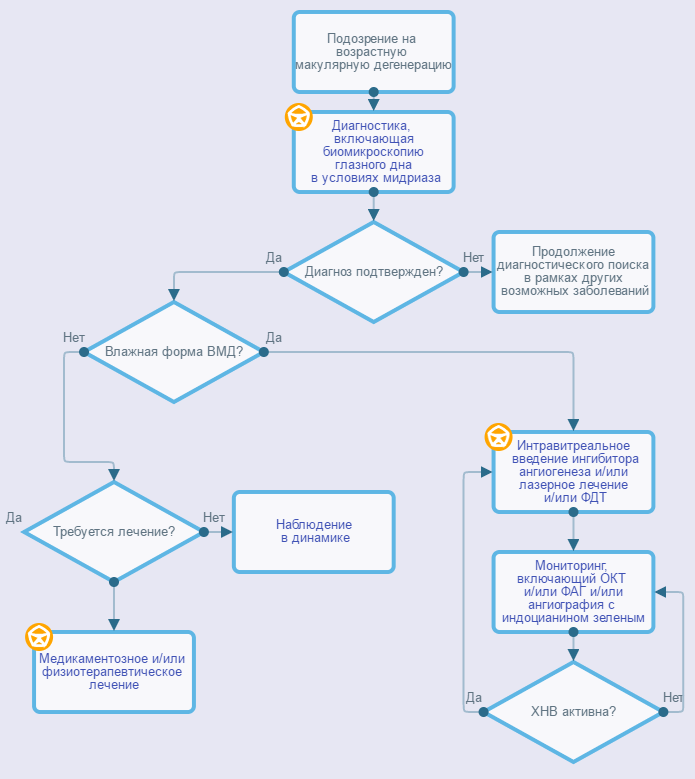 Подозрение на
возрастную
макулярную дегенерацию
Диагностика,
включающая
биомикроскопию
глазного дна
в условиях мидриаза
Да
Диагноз подтвержден?
Нет
Продолжение
диагностического поиска
в рамках других
возможных заболеваний
Нет
Влажная форма ВМД?
Да
Интравитреальное
введение ингибитора
ангиогенеза и/или
лазерное лечение
и/или ФДТ
Да
Требуется лечение?
Нет
Наблюдение
в динамике
Мониторинг,
включающий ОКТ
и/или ФАГ и/или
ангиография с
индоцианином зеленым
Медикаментозное и/или
физиотерапевтическое
лечение
Да
ХНВ активна?
Нет